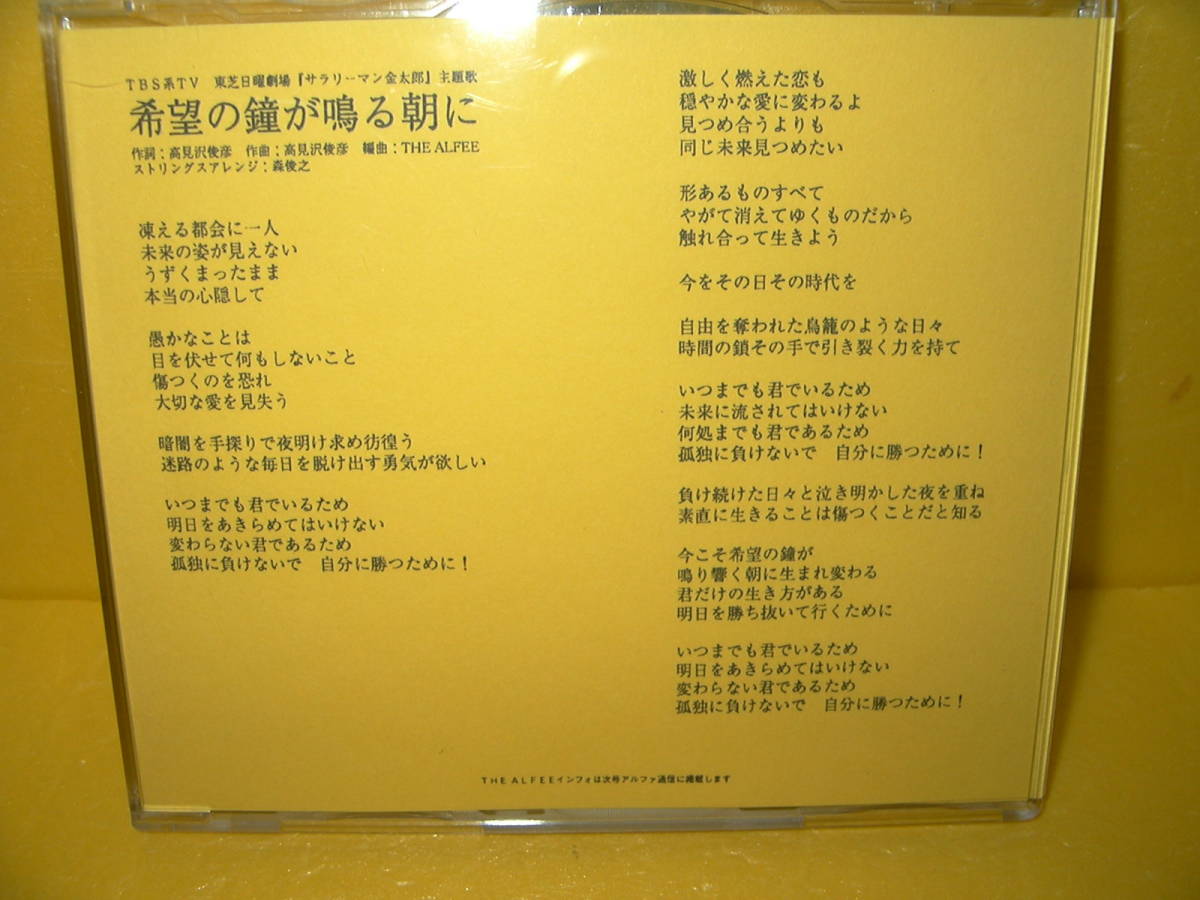 TBS系TV 東芝日曜劇場『サラリーマン金太郎』主題歌
希望の鐘が鳴る朝に
作詞：高見沢俊彦 作曲：高見沢俊彦 編曲：THE ALFEE
ストリングスアレンジ：森俊之
凍える都会に一人
未来の姿が見えない
うずくまったまま
本当の心隠して
愚かなことは
目を伏せて何もしないこと
傷つくのを恐れ
大切な愛を見失う
暗闇を手探りで夜明け求め彷徨う
迷路のような毎日を脱け出す勇気が欲しい
いつまでも君でいるため
明日をあきらめてはいけない
変わらない君であるため
孤独に負けないで 自分に勝つために！
激しく燃えた恋も
穏やかな愛に変わるよ
見つめ合うよりも
同じ未来見つめたい
形あるものすべて
やがて消えてゆくものだから
触れ合って生きよう
今をその日その時代を
自由を奪われた鳥籠のような日々
時間の鎖その手で引き裂く力を持て
いつまでも君でいるため
未来に流されてはいけない
何処までも君であるため
孤独に負けないで 自分に勝つために！
負け続けた日々と泣き明かした夜を重ね
素直に生きることは傷つくことだと知る
今こそ希望の鐘が
鳴り響く朝に生まれ変わる
君だけの生き方がある
明日を勝ち抜いて行くために
いつまでも君でいるため
明日をあきらめてはいけない
変わらない君であるため
孤独に負けないで 自分に勝つために！
THE ALFEEインフォは次号アルファ通信に掲載します